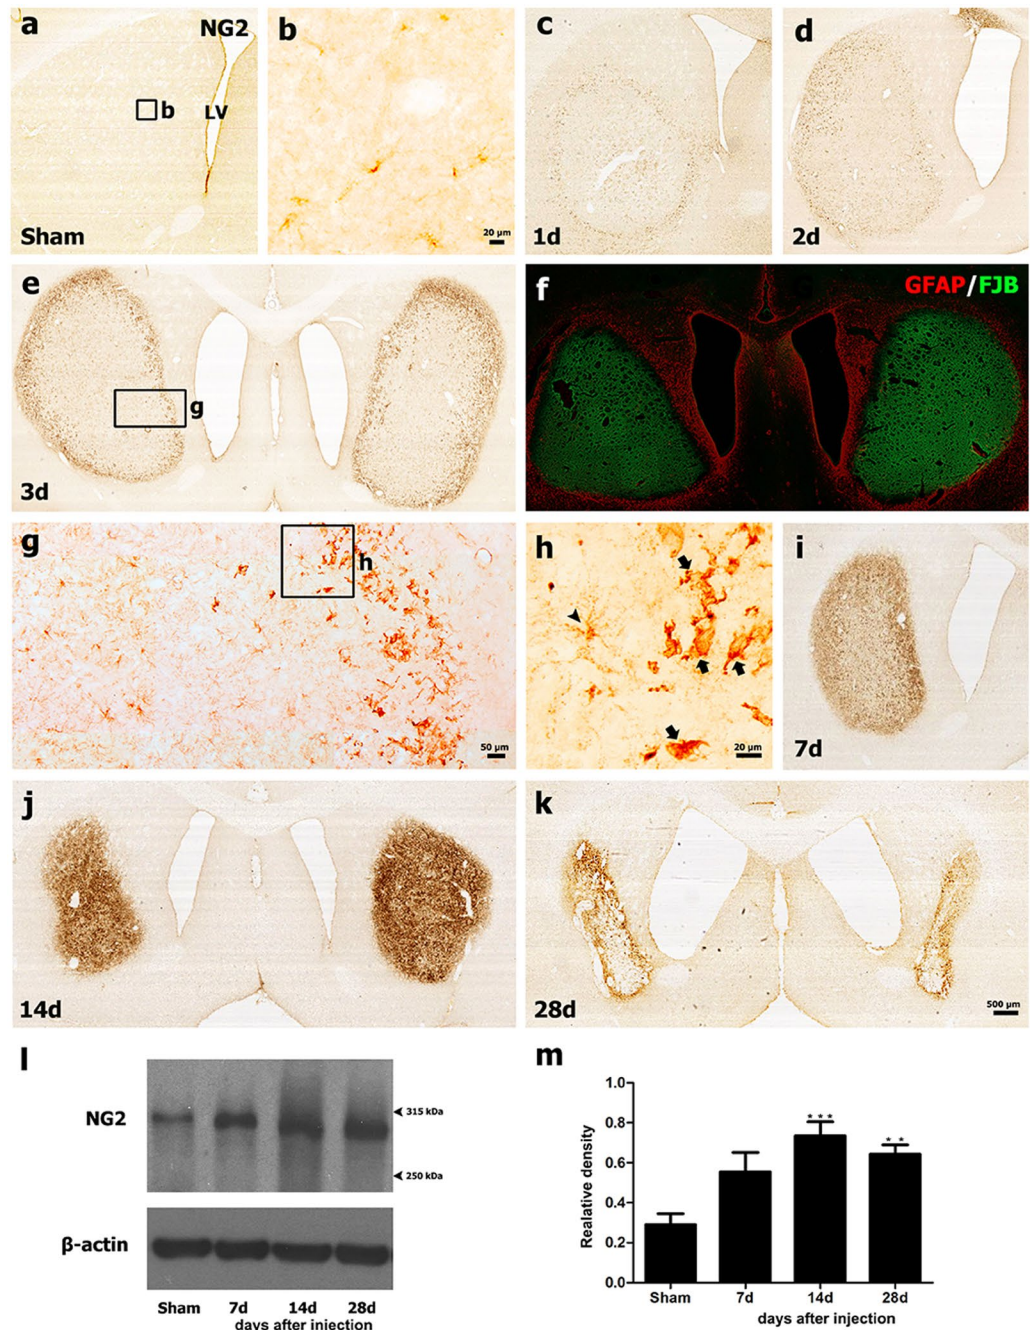 a
NG2
LV
b
Sham
b
20 µm
c
1d
d
2d
e
g
3d
f
GFAP/FJB
g
h
50 µm
h
20 µm
i
7d
j
14d
k
28d
500 µm
l
NG2
315 kDa
250 kDa
β-actin
Sham 7d 14d 28d
days after injection
m
Realative density
1.0
0.8
0.6
0.4
0.2
0.0
***
**
Sham 7d 14d 28d
days after injection